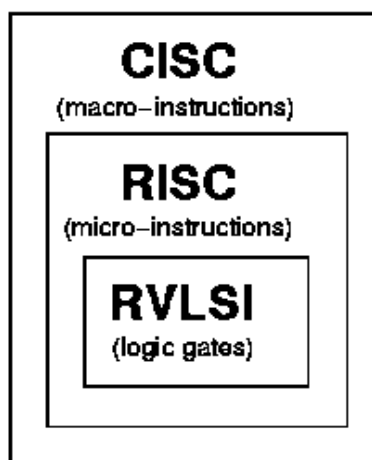 CISC
(macro-instructions)
RISC
(micro-instructions)
RVLSI
(logic gates)